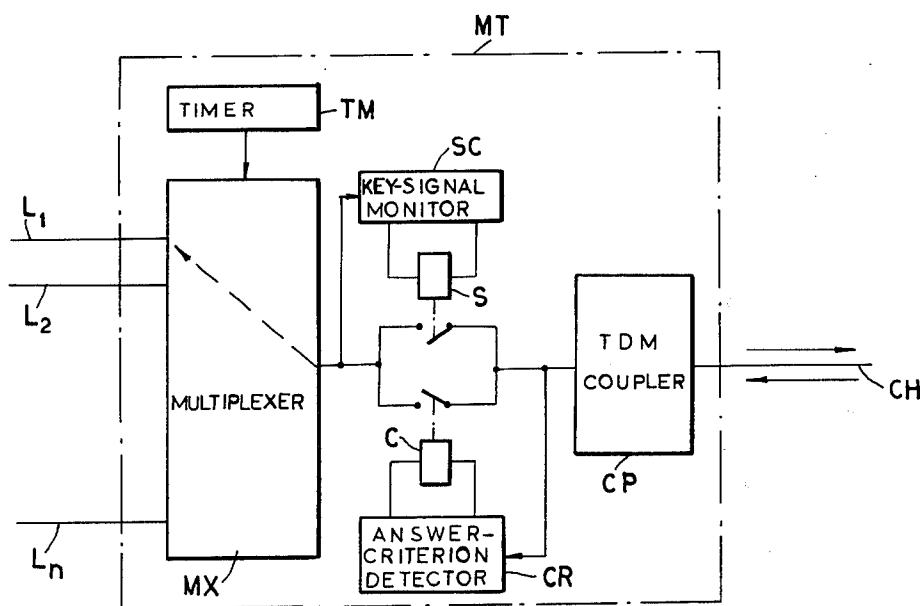 MT
TIMER
TM
SC
KEY-SIGNAL
MONITOR
L1
L2
S
TDM
COUPLER
MULTIPLEXER
CH
C
CP
ANSWER-
CRITERION
DETECTOR
CR
Ln
MX